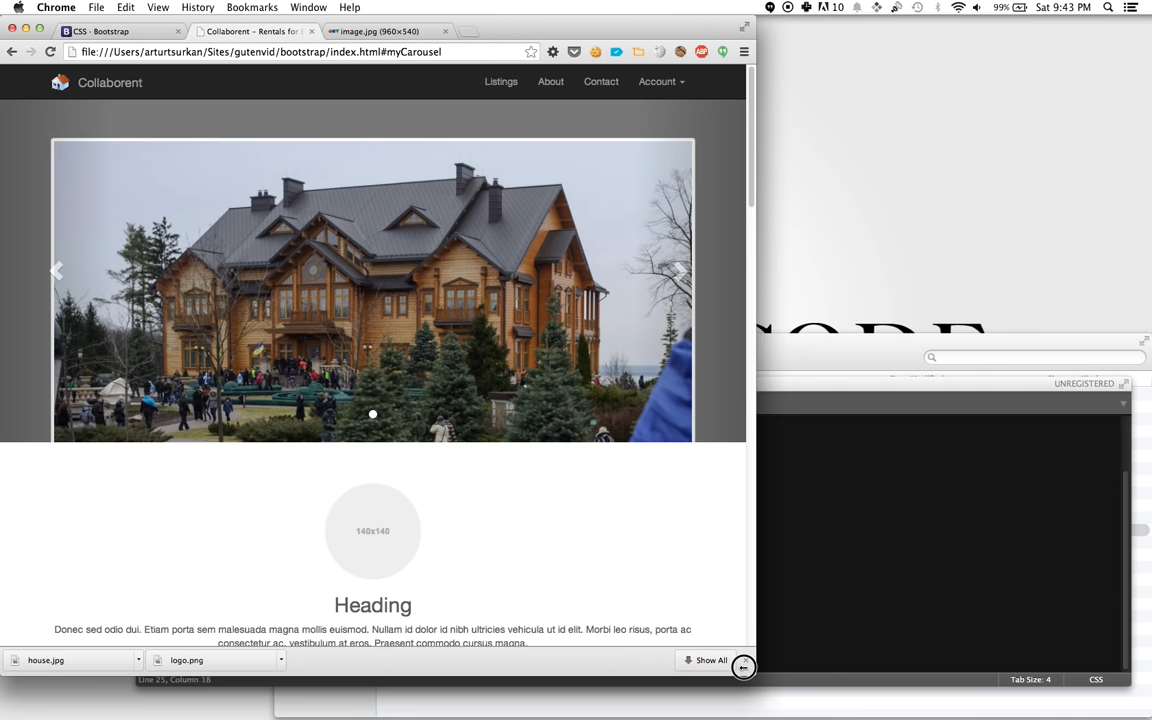 Chrome File Edit View History Bookmarks Window Help
10 99% Sat 9:43 PM
CSS · Bootstrap
Collaborent – Rentals for
image.jpg (960×540)
file:///Users/arturtsurkan/Sites/gutenvid/bootstrap/index.html#myCarousel
ABP
Collaborent
Listings About Contact Account
CODE
UNREGISTERED
140x140
Heading
Donec sed odio dui. Etiam porta sem malesuada magna mollis euismod. Nullam id dolor id nibh ultricies vehicula ut id elit. Morbi leo risus, porta ac
consectetur ac, vestibulum at eros. Praesent commodo cursus magna.
house.jpg
logo.png
Show All
Line 25, Column 18
Tab Size: 4
CSS